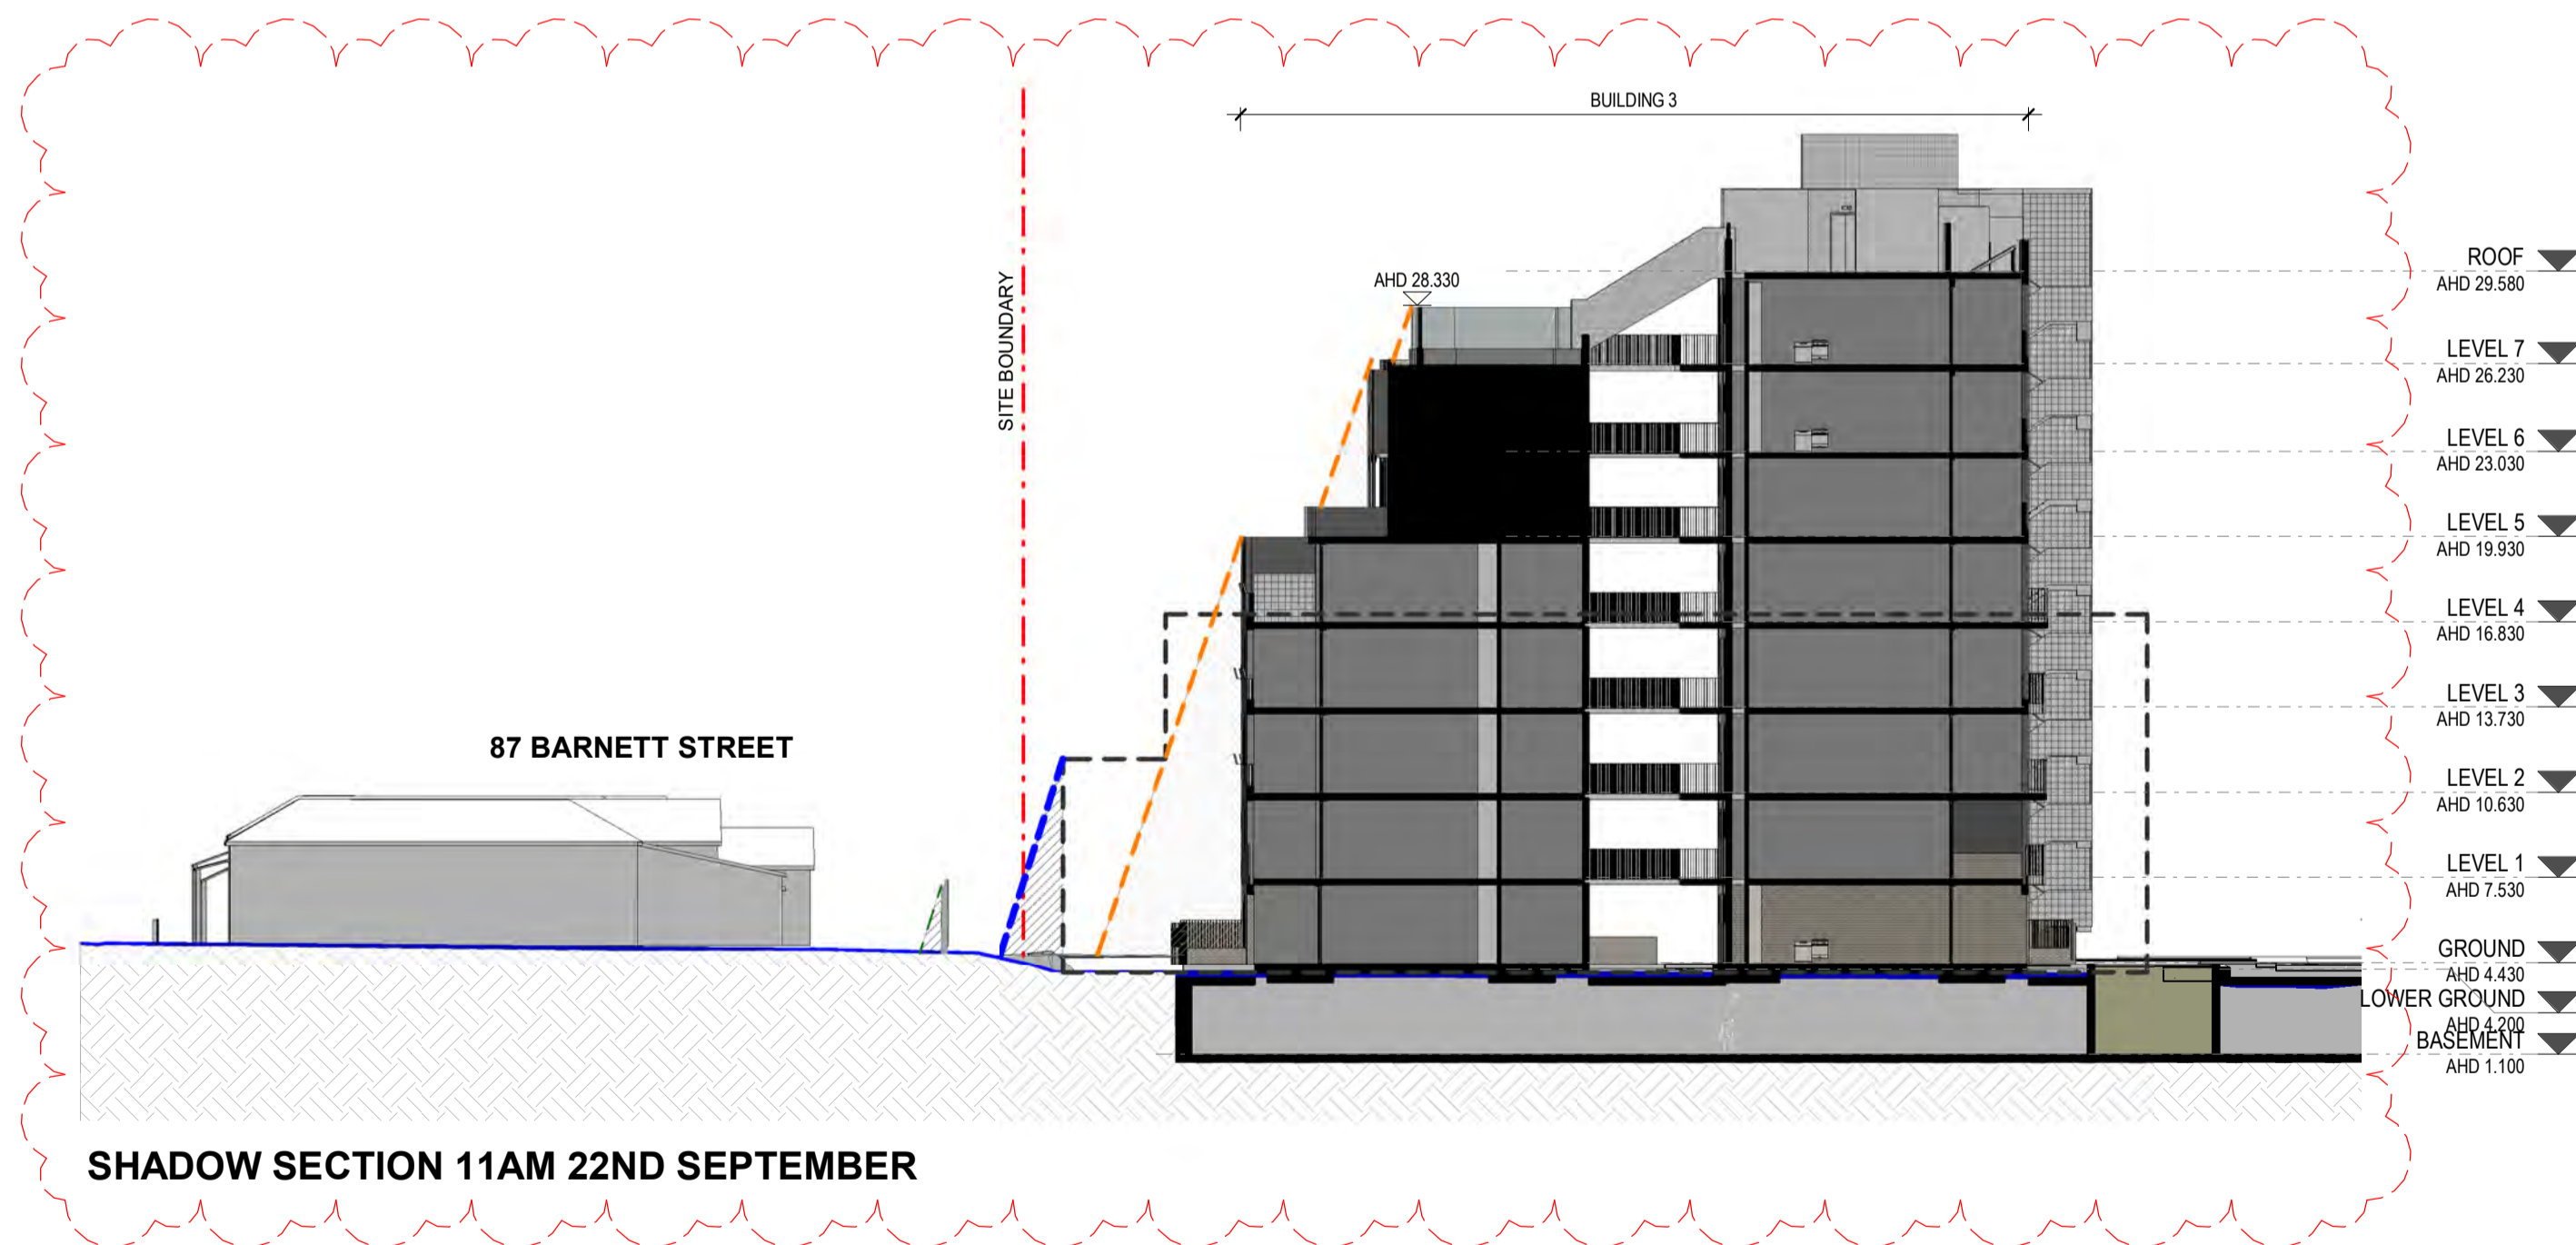 BUILDING 3
SITE BOUNDARY
AHD 28.330
ROOF
AHD 29.580
LEVEL 7
AHD 26.230
LEVEL 6
AHD 23.030
LEVEL 5
AHD 19.930
LEVEL 4
AHD 16.830
LEVEL 3
AHD 13.730
87 BARNETT STREET
LEVEL 2
AHD 10.630
LEVEL 1
AHD 7.530
GROUND
AHD 4.430
LOWER GROUND
AHD 4.200
BASEMENT
AHD 1.100
SHADOW SECTION 11AM 22ND SEPTEMBER